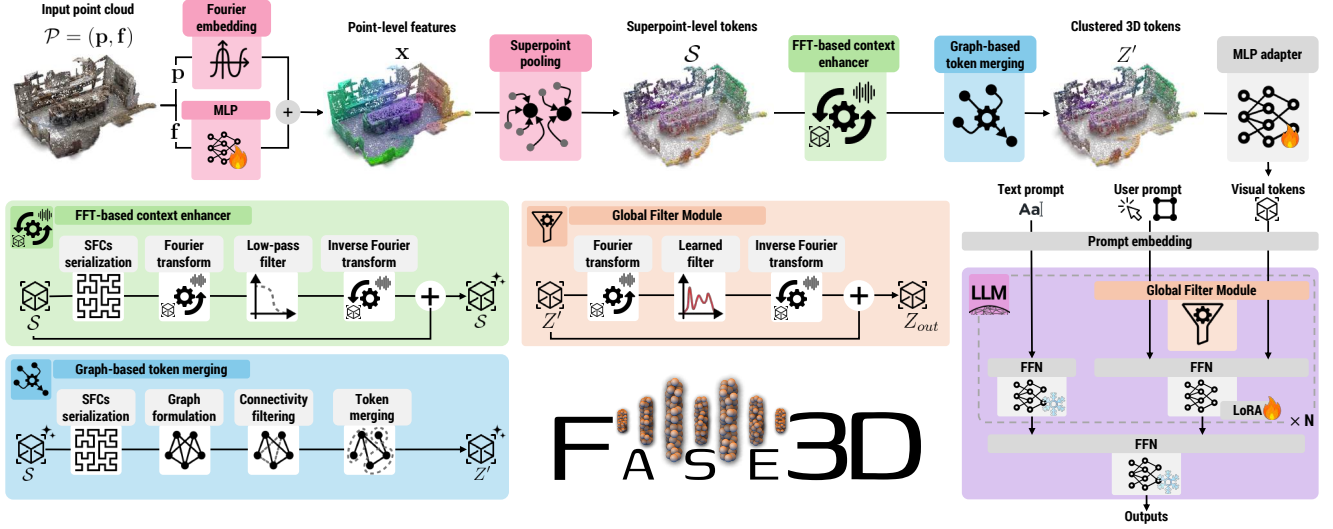 Input point cloud
𝒫 = (p, f)
p
f
Fourier
embedding
MLP
+
Point-level features
x
Superpoint
pooling
Superpoint-level tokens
𝒮
FFT-based context
enhancer
Graph-based
token merging
Clustered 3D tokens
Z′
MLP adapter
Text prompt
Aa
User prompt
Visual tokens
Prompt embedding
FFT-based context enhancer
SFCs
serialization
Fourier
transform
Low-pass
filter
Inverse Fourier
transform
𝒮
+
𝒮
Global Filter Module
Fourier
transform
Learned
filter
Inverse Fourier
transform
Z′
+
Z_out
Graph-based token merging
SFCs
serialization
Graph
formulation
Connectivity
filtering
Token
merging
𝒮
Z′
FASE3D
LLM
Global Filter Module
FFN
FFN
LoRA
× N
FFN
Outputs